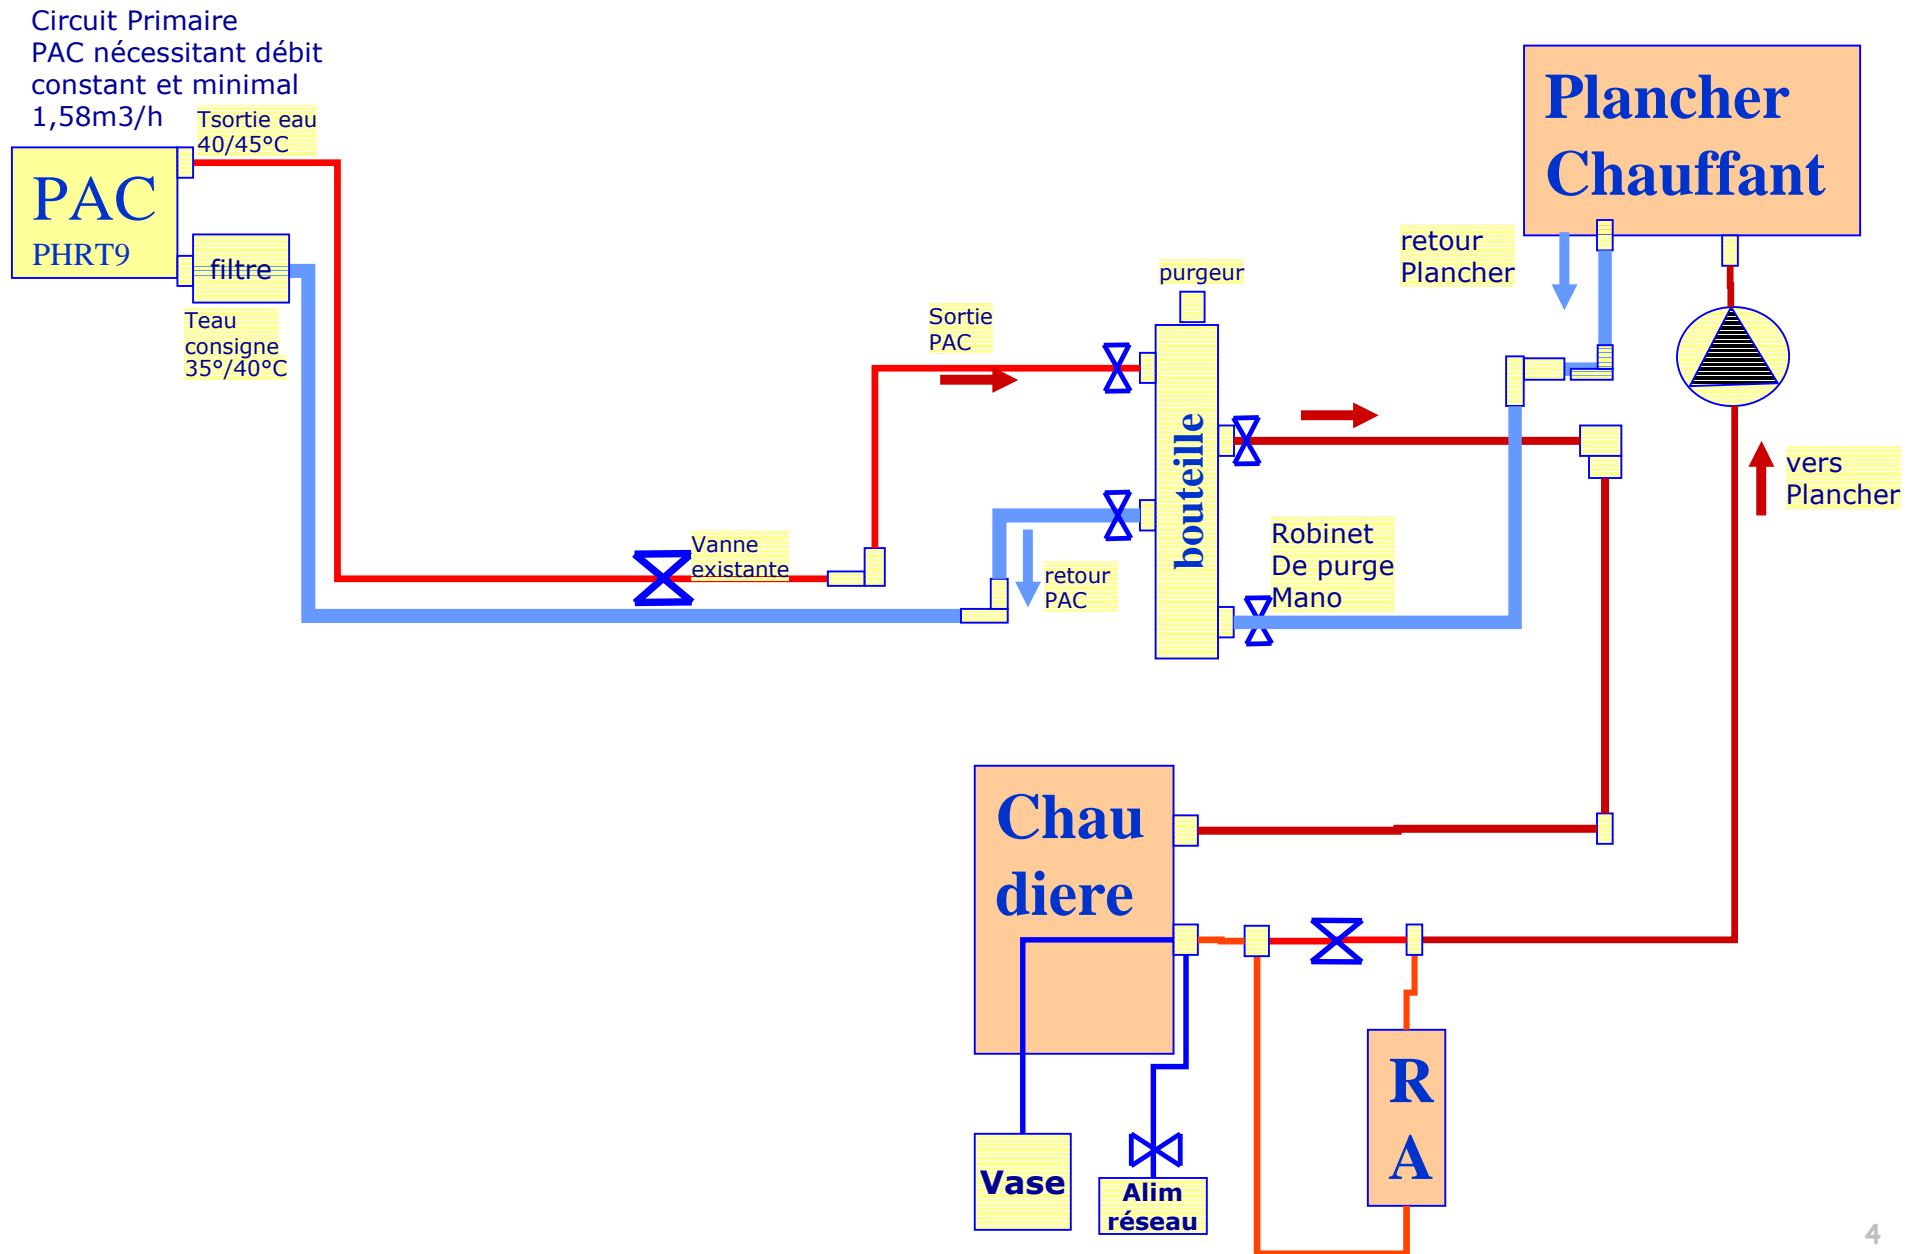 Circuit Primaire
PAC nécessitant débit
constant et minimal
1,58m3/h
Tsortie eau
40/45°C
PAC
PHRT9
filtre
Teau
consigne
35°/40°C
Vanne
existante
Sortie
PAC
retour
PAC
purgeur
bouteille
Robinet
De purge
Mano
retour
Plancher
Plancher
Chauffant
vers
Plancher
Chau
diere
Vase
Alim
réseau
R
A
4